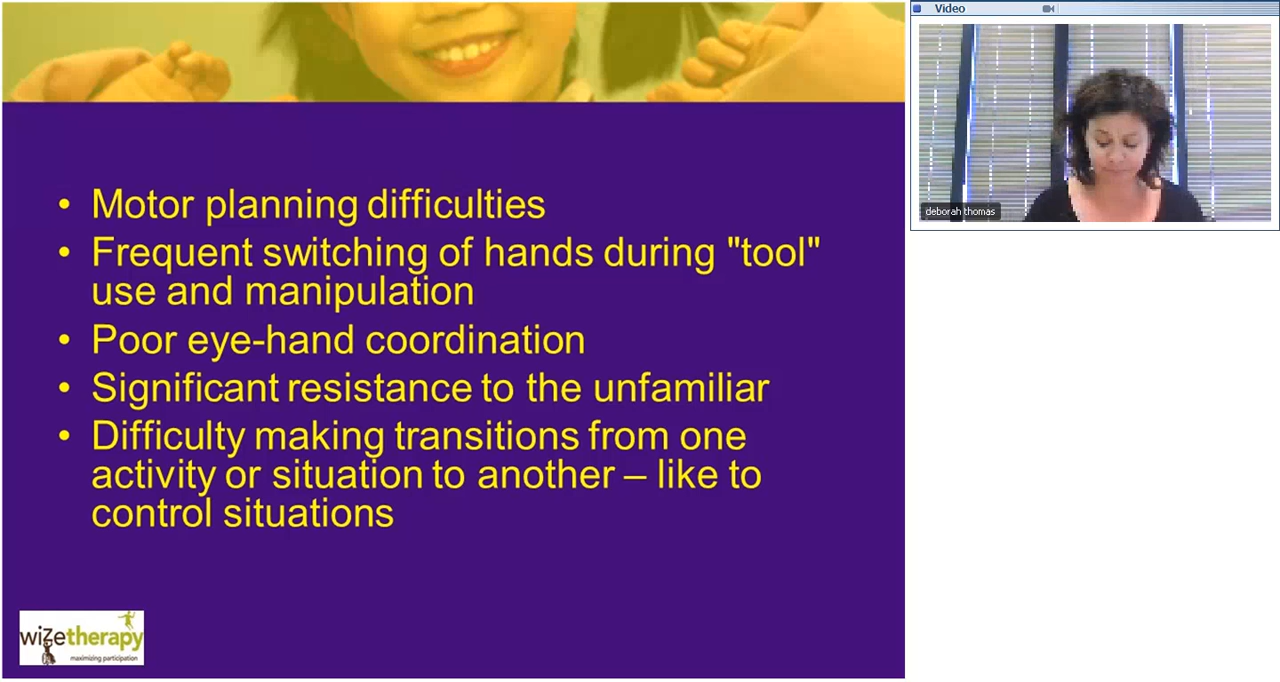 Video
deborah thomas
• Motor planning difficulties
• Frequent switching of hands during "tool"
use and manipulation
• Poor eye-hand coordination
• Significant resistance to the unfamiliar
• Difficulty making transitions from one
activity or situation to another – like to
control situations
wizetherapy
maximizing participation